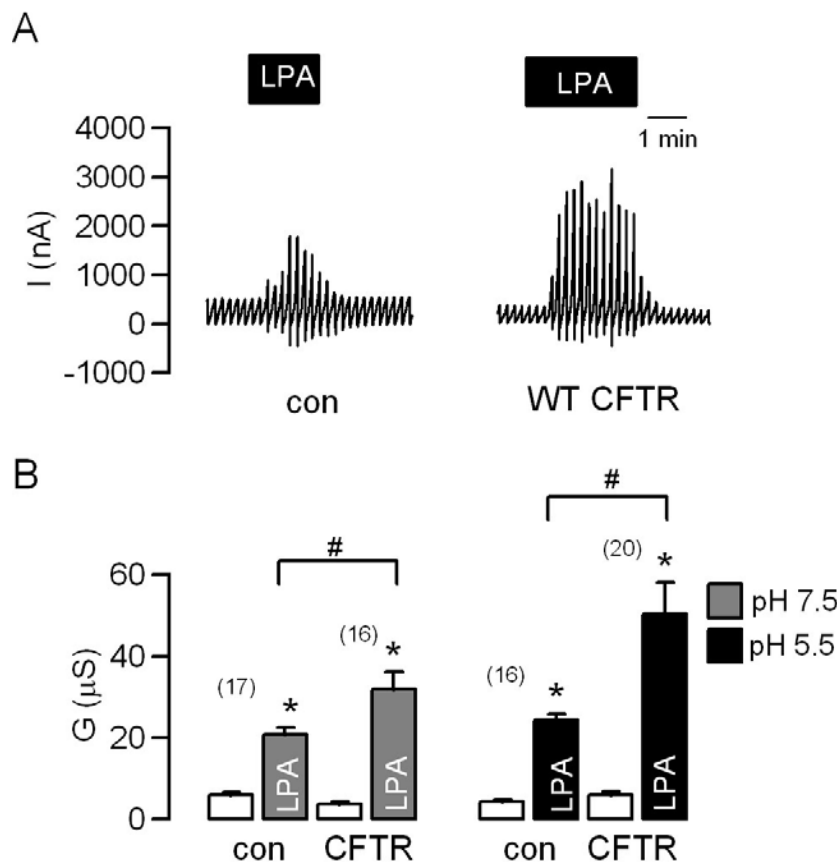 A
LPA LPA
1 min
4000
3000
2000
1000
0
-1000
I (nA)
con WT CFTR
B
#
#
(20) *
(16) *
(17) *
(16) *
60
40
20
0
G (μS)
LPA LPA LPA LPA
pH 7.5
pH 5.5
con CFTR con CFTR